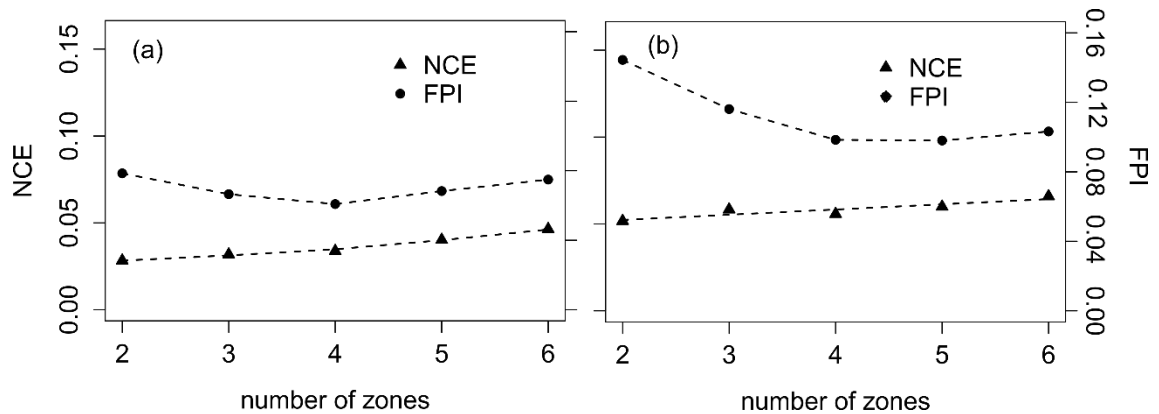 (a)
NCE
FPI
NCE
0.00
0.05
0.10
0.15
2 3 4 5 6
number of zones
(b)
NCE
FPI
0.00
0.04
0.08
0.12
0.16
FPI
2 3 4 5 6
number of zones